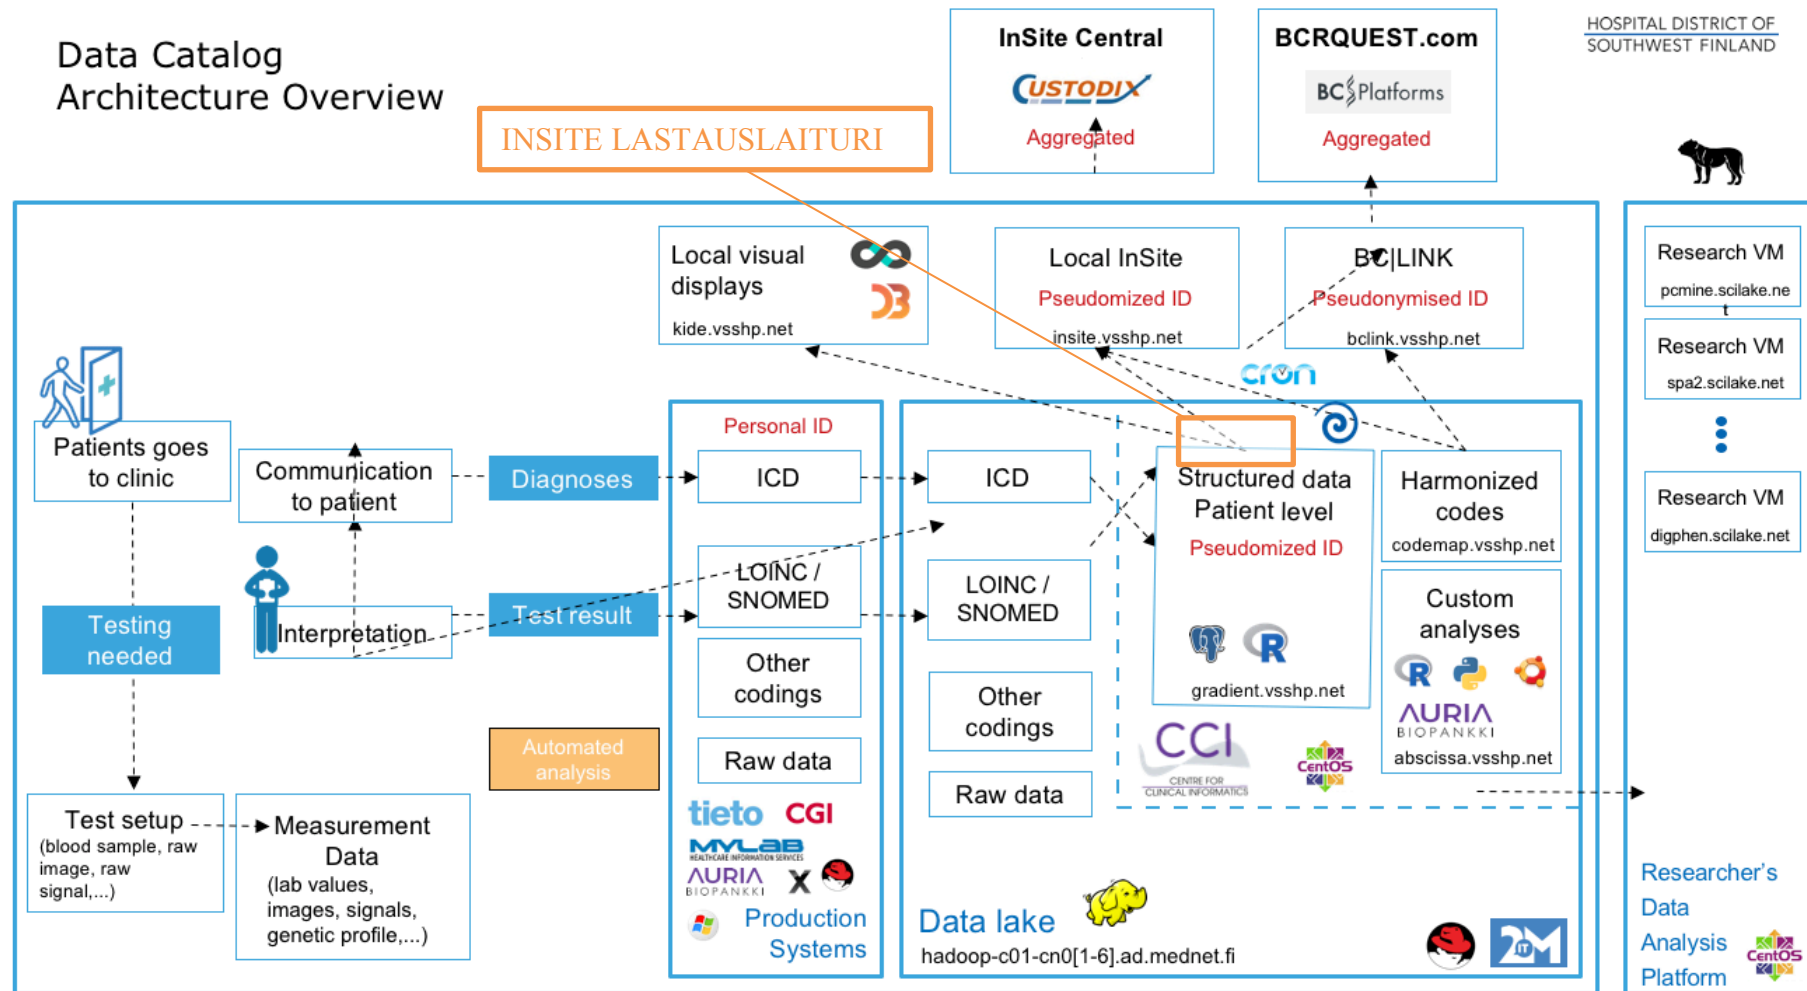 Data Catalog
Architecture Overview
INSITE LASTAUSLAITURI
InSite Central
CUSTODIX
Aggregated
BCRQUEST.com
BC Platforms
Aggregated
HOSPITAL DISTRICT OF
SOUTHWEST FINLAND
Local visual
displays
kide.vsshp.net
D3
Local InSite
Pseudomized ID
insite.vsshp.net
BC|LINK
Pseudonymised ID
bclink.vsshp.net
cron
Research VM
pcmine.scilake.ne
t
Research VM
spa2.scilake.net
Research VM
digphen.scilake.net
Patients goes
to clinic
Communication
to patient
Diagnoses
Testing
needed
Interpretation
Test result
Automated
analysis
Test setup
(blood sample, raw
image, raw
signal,...)
Measurement
Data
(lab values,
images, signals,
genetic profile,...)
Personal ID
ICD
LOINC /
SNOMED
Other
codings
Raw data
tieto
CGI
MYLAB
HEALTHCARE INFORMATION SERVICES
AURIA
BIOPANKKI
X
Production
Systems
ICD
LOINC /
SNOMED
Other
codings
Raw data
Structured data
Patient level
Pseudomized ID
R
gradient.vsshp.net
Harmonized
codes
codemap.vsshp.net
Custom
analyses
R
AURIA
BIOPANKKI
abscissa.vsshp.net
CCI
CENTRE FOR
CLINICAL INFORMATICS
CentOS
Data lake
hadoop-c01-cn0[1-6].ad.mednet.fi
2M
IT
Researcher's
Data
Analysis
Platform
CentOS